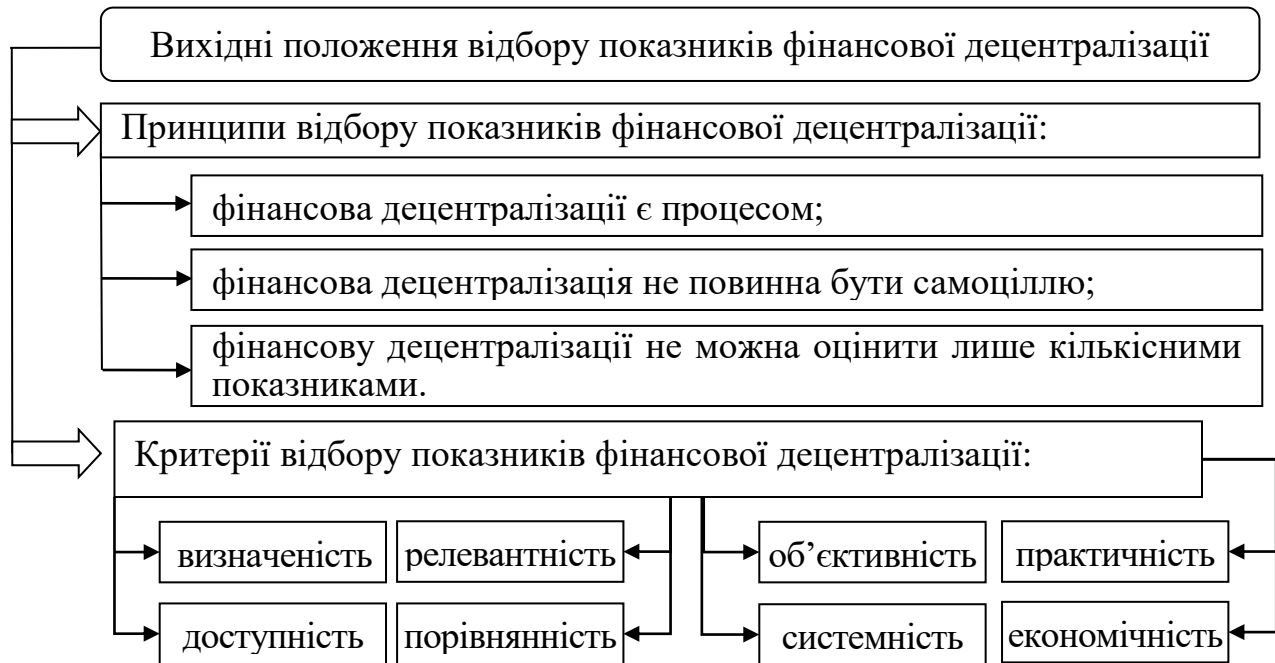 Вихідні положення відбору показників фінансової децентралізації
Принципи відбору показників фінансової децентралізації:
фінансова децентралізації є процесом;
фінансова децентралізація не повинна бути самоціллю;
фінансову децентралізації не можна оцінити лише кількісними
показниками.
Критерії відбору показників фінансової децентралізації:
визначеність релевантність об’єктивність практичність
доступність порівнянність системність економічність